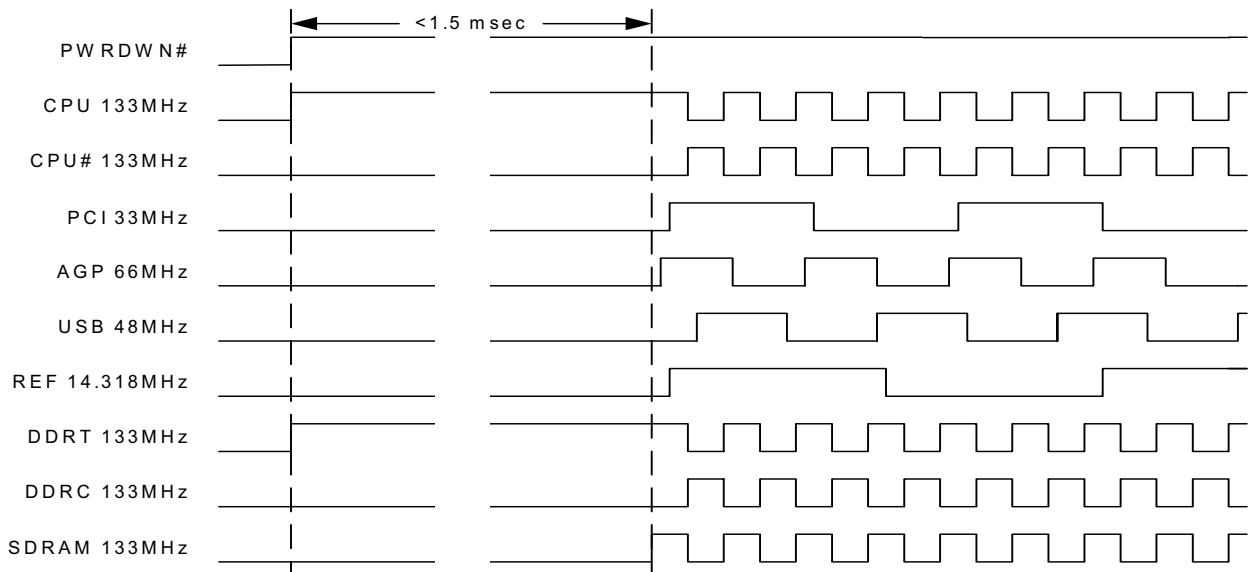 <1.5 msec
PWRDWN#
CPU 133MHz
CPU# 133MHz
PCI 33MHz
AGP 66MHz
USB 48MHz
REF 14.318MHz
DDRT 133MHz
DDRC 133MHz
SDRAM 133MHz